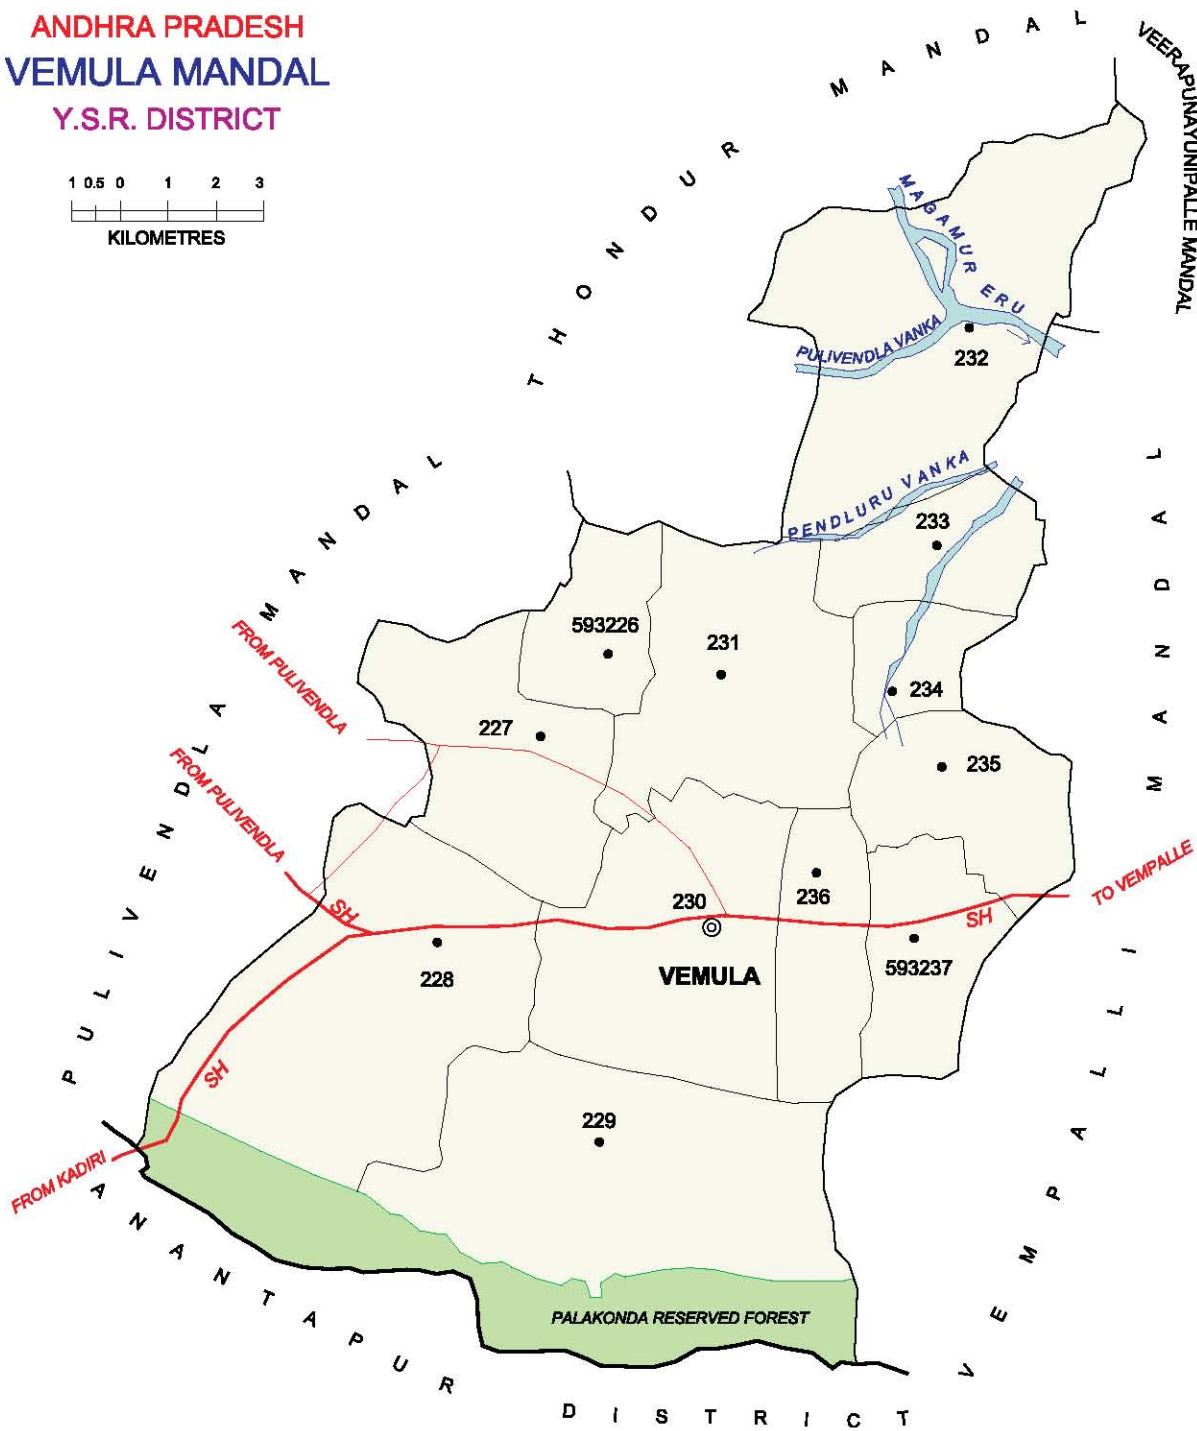 ANDHRA PRADESH
VEMULA MANDAL
Y.S.R. DISTRICT
1 0.5 0 1 2 3
KILOMETRES
THONDUR MANDAL
VEERAPUNAYUNIPALLE MANDAL
MAGAMUR ERU
PULIVENDLA VANKA
232
PENDLURU VANKA
233
593226
231
234
227
235
FROM PULIVENDLA
FROM PULIVENDLA
PULIVENDLA MANDAL
236
230
VEMULA
SH
SH
TO VEMPALLE
228
593237
SH
229
FROM KADIRI
PALAKONDA RESERVED FOREST
VEMPALLI MANDAL
ANANTAPUR DISTRICT